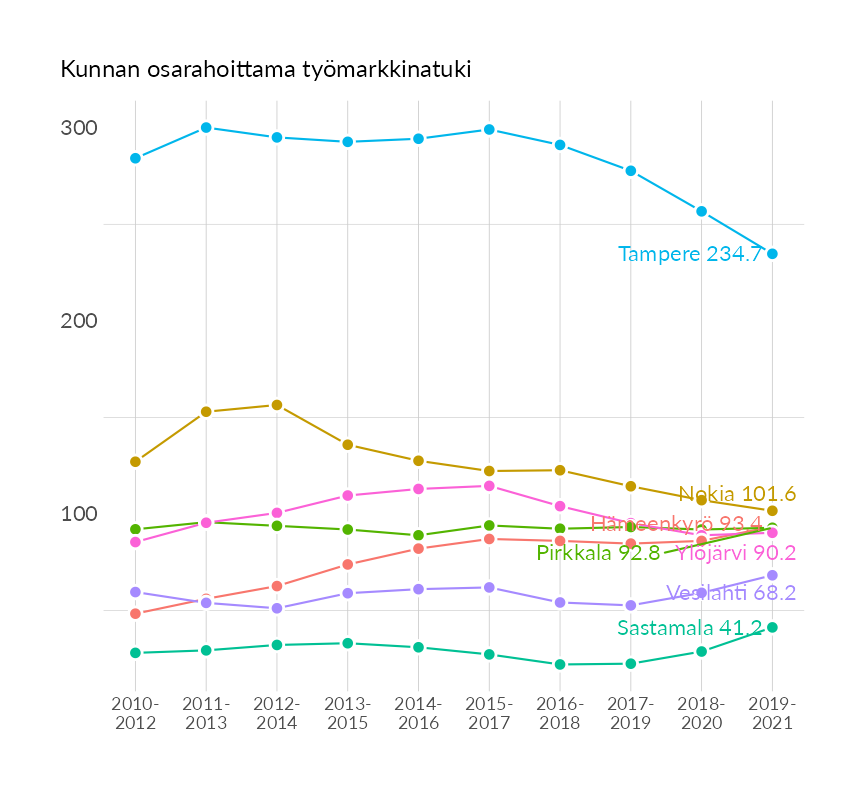 Kunnan osarahoittama työmarkkinatuki
300
Tampere 234.7
200
Nokia 101.6
100
Hämeenkyrö 93.4
Pirkkala 92.8
Ylöjärvi 90.2
Vesilahti 68.2
Sastamala 41.2
2010- 2011- 2012- 2013- 2014- 2015- 2016- 2017- 2018- 2019-
2012 2013 2014 2015 2016 2017 2018 2019 2020 2021